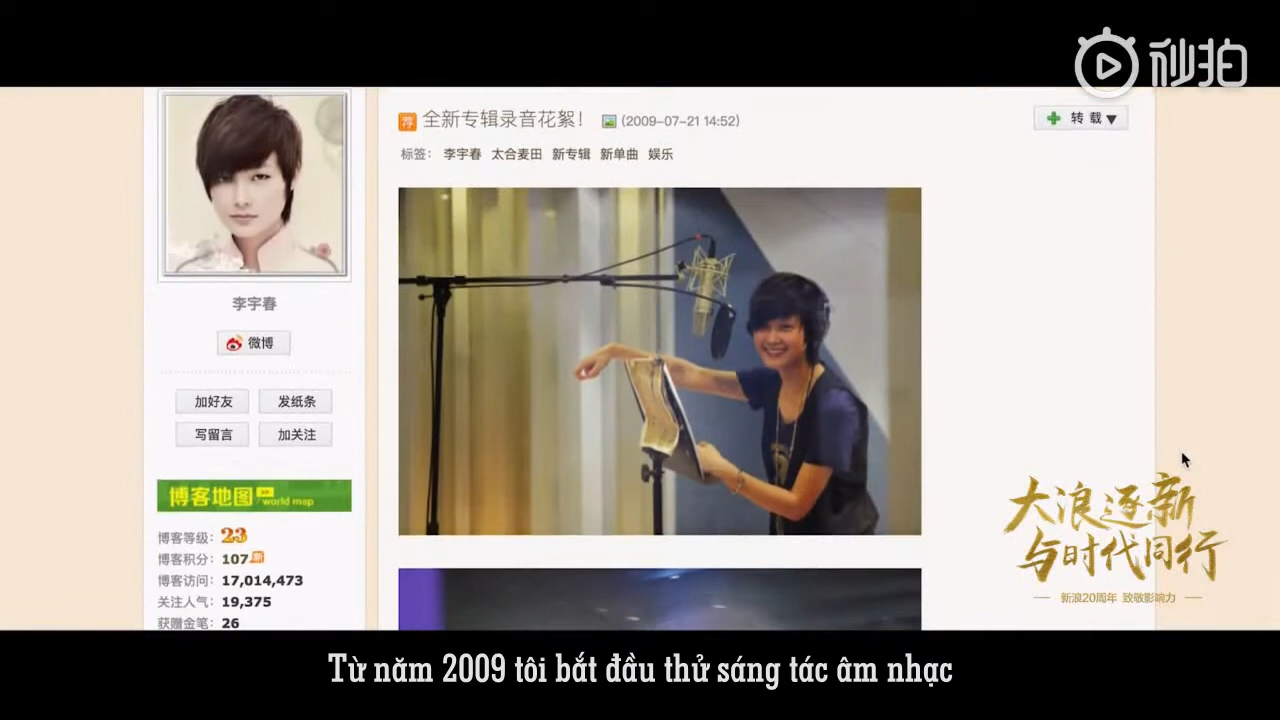 秒拍
荐 全新专辑录音花絮! (2009-07-21 14:52)
转 载▼
标签: 李宇春 太合麦田 新专辑 新单曲 娱乐
李宇春
微博
加好友 发纸条
写留言 加关注
博客地图 world map
博客等级: 23
博客积分: 107
博客访问: 17,014,473
关注人气: 19,375
获赠金笔: 26
大浪逐新
与时代同行
新浪20周年 致敬影响力
Từ năm 2009 tôi bắt đầu thử sáng tác âm nhạc